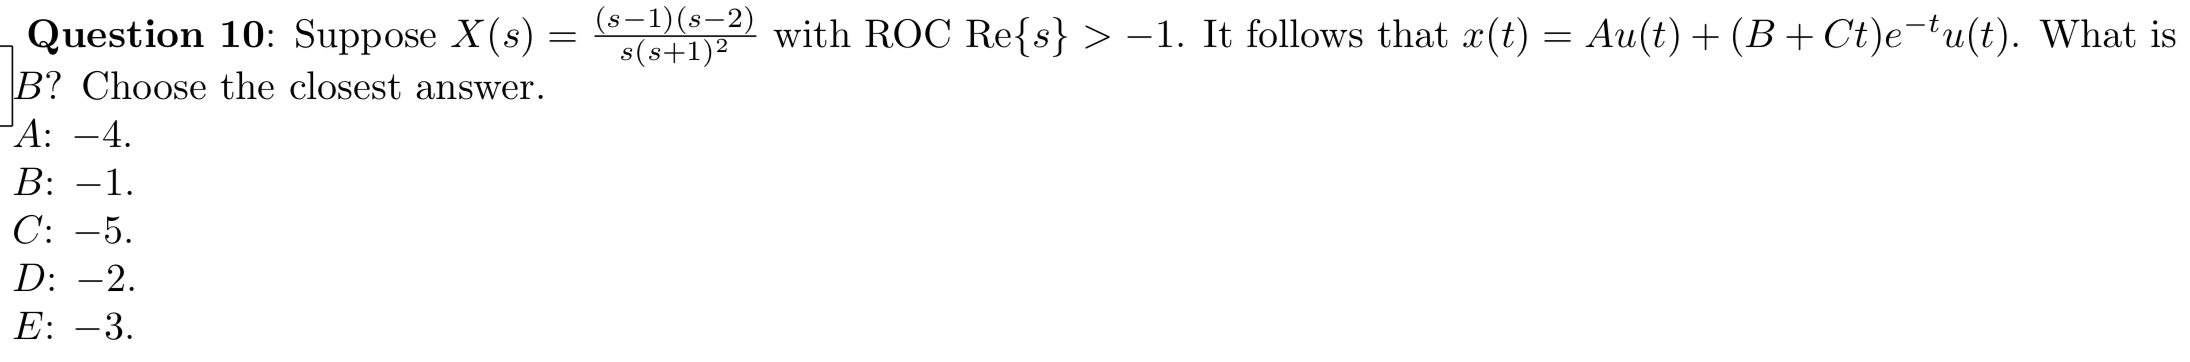 Question 10: Suppose X(s) = \frac{(s-1)(s-2)}{s(s+1)^2} with ROC Re{s} > −1. It follows that x(t) = Au(t) + (B + Ct)e^{-t}u(t). What is
B? Choose the closest answer.
A: −4.
B: −1.
C: −5.
D: −2.
E: −3.